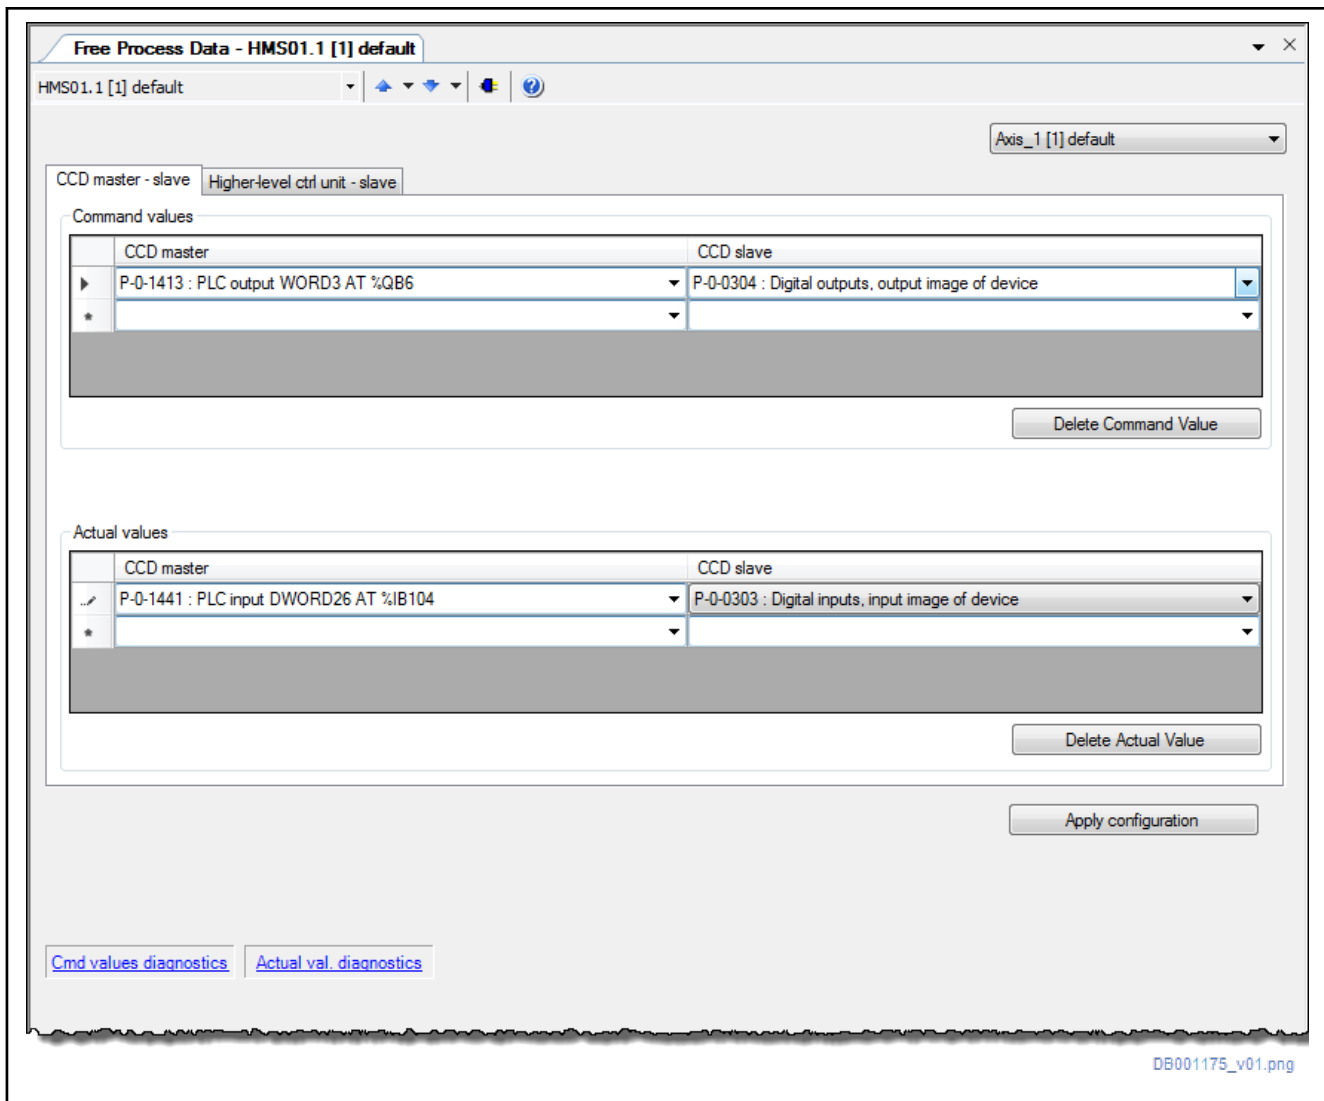 Free Process Data - HMS01.1 [1] default
HMS01.1 [1] default
Axis_1 [1] default
CCD master - slave Higher-level ctrl unit - slave
Command values
CCD master CCD slave
P-0-1413 : PLC output WORD3 AT %QB6 P-0-0304 : Digital outputs, output image of device
Delete Command Value
Actual values
CCD master CCD slave
P-0-1441 : PLC input DWORD26 AT %IB104 P-0-0303 : Digital inputs, input image of device
Delete Actual Value
Apply configuration
Cmd values diagnostics Actual val. diagnostics
DB001175_v01.png